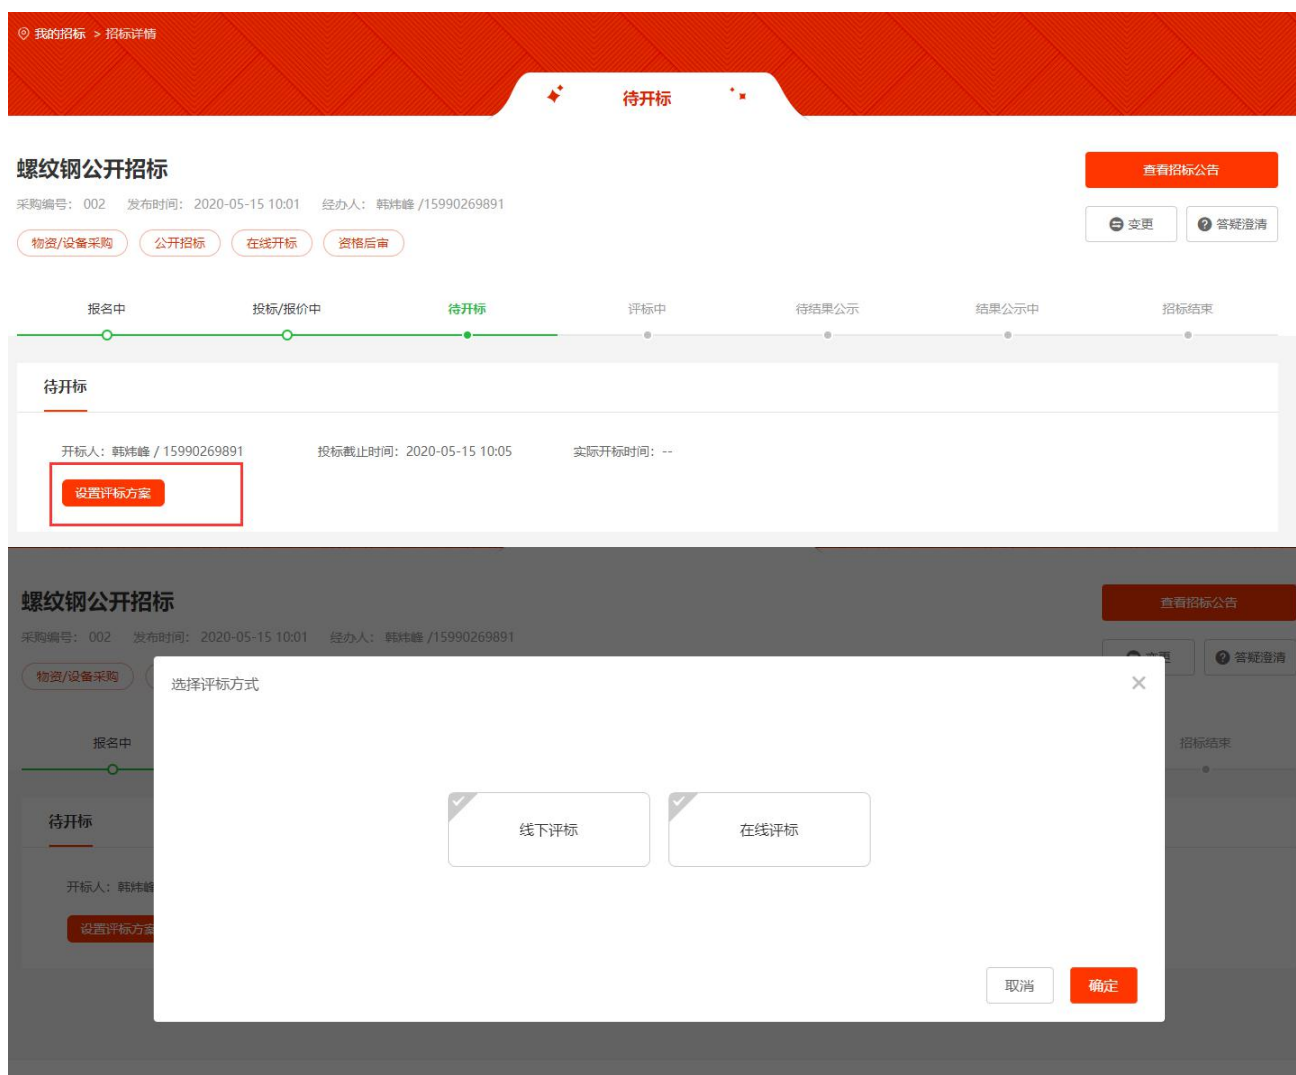 我的招标 > 招标详情
待开标
螺纹钢公开招标
查看招标公告
采购编号： 002 发布时间： 2020-05-15 10:01 经办人： 韩炜峰 /15990269891
变更 答疑澄清
物资/设备采购 公开招标 在线开标 资格后审
报名中 投标/报价中 待开标 评标中 待结果公示 结果公示中 招标结束
待开标
开标人：韩炜峰 / 15990269891 投标截止时间：2020-05-15 10:05 实际开标时间：--
设置评标方案
螺纹钢公开招标
查看招标公告
采购编号： 002 发布时间： 2020-05-15 10:01 经办人： 韩炜峰 /15990269891
变更 答疑澄清
物资/设备采购
选择评标方式
报名中 招标结束
待开标
线下评标 在线评标
开标人：韩炜峰
设置评标方案
取消 确定